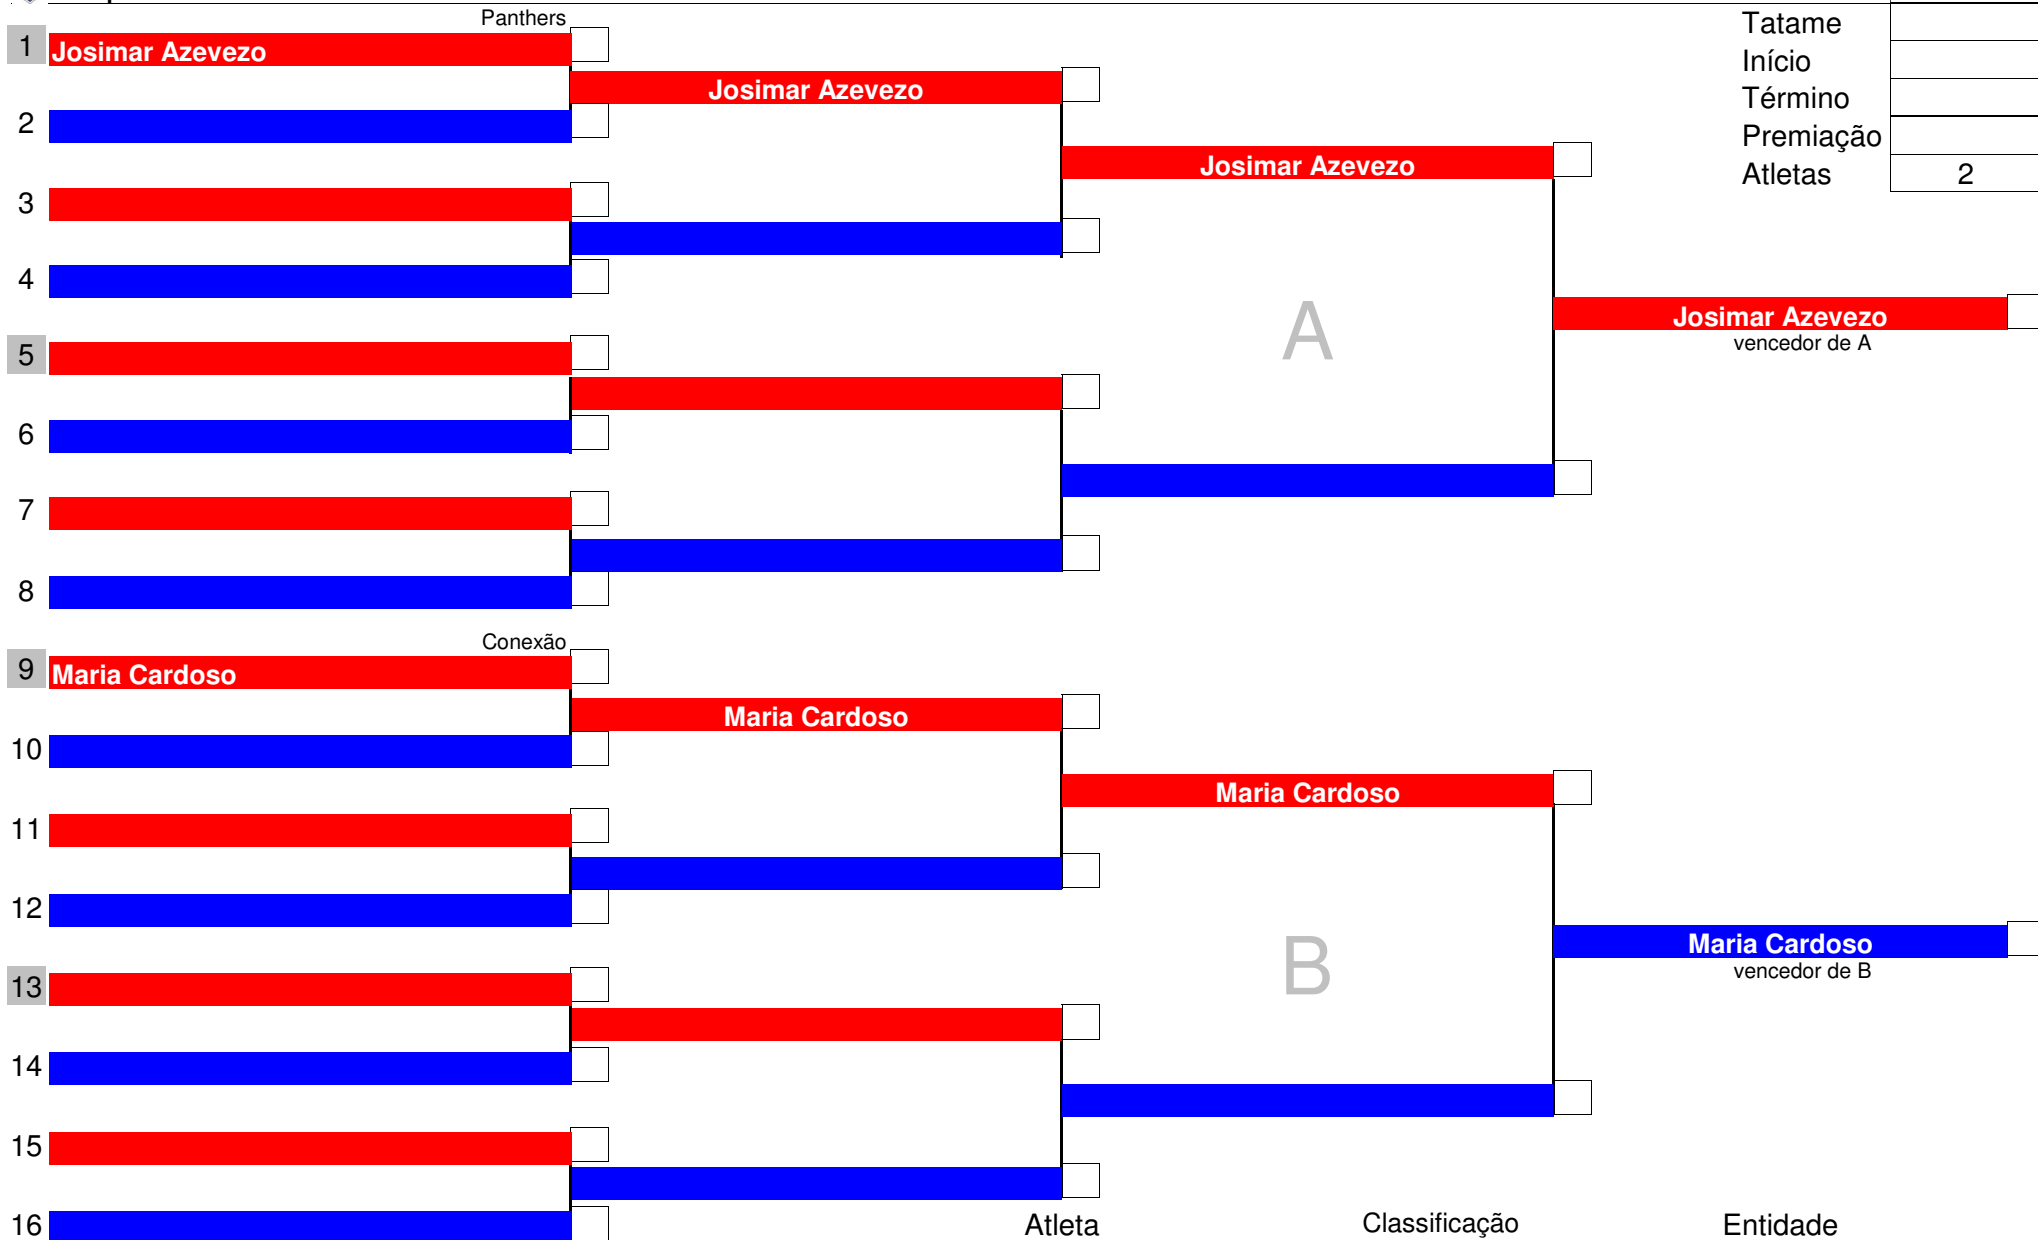 Panthers
Tatame
1 Josimar Azevezo
Início
Josimar Azevezo
Término
2
Premiação
Josimar Azevezo
Atletas 2
3
4
Josimar Azevezo
A
vencedor de A
5
6
7
8
Conexão
9 Maria Cardoso
Maria Cardoso
10
Maria Cardoso
11
12
Maria Cardoso
B
vencedor de B
13
14
15
16
Atleta Classificação Entidade